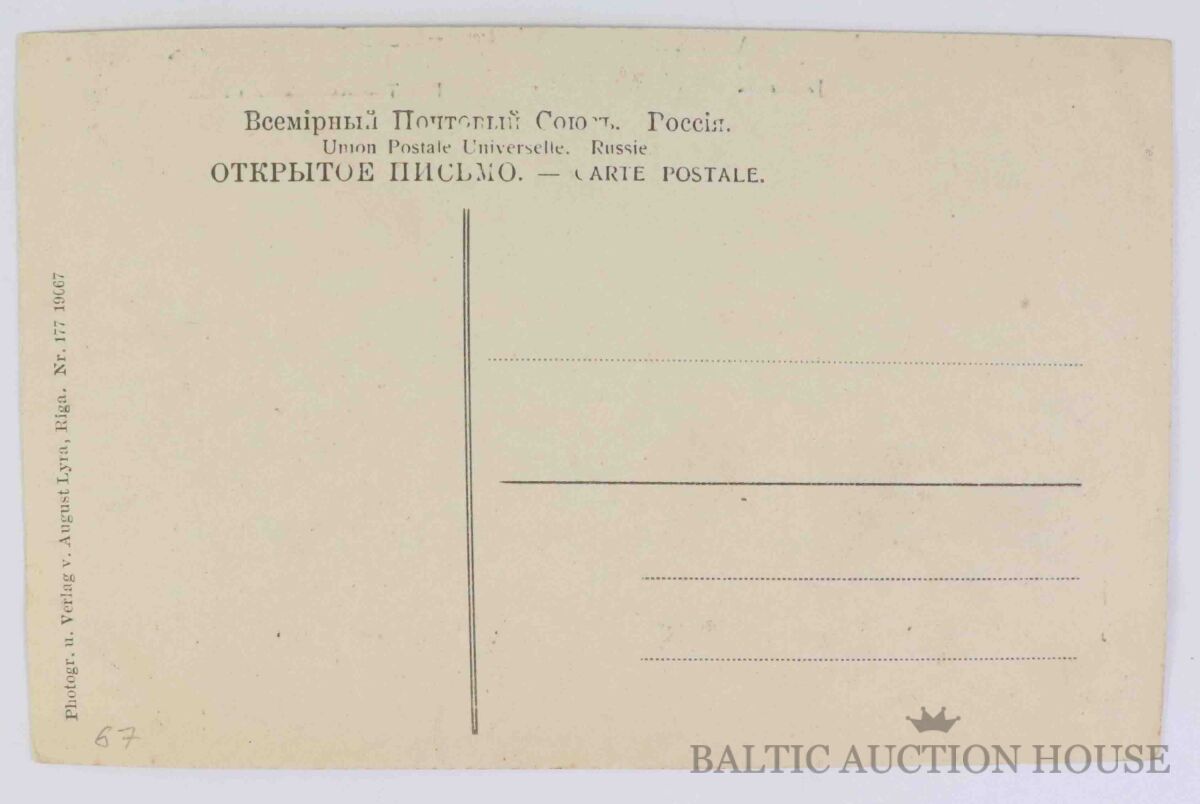 Всемірный Почтовый Союзъ. Россія.
Union Postale Universelle. Russie
ОТКРЫТОЕ ПИСЬМО. — CARTE POSTALE.
Photogr. u. Verlag v. August Lyra, Riga. Nr. 177 19067
67
BALTIC AUCTION HOUSE